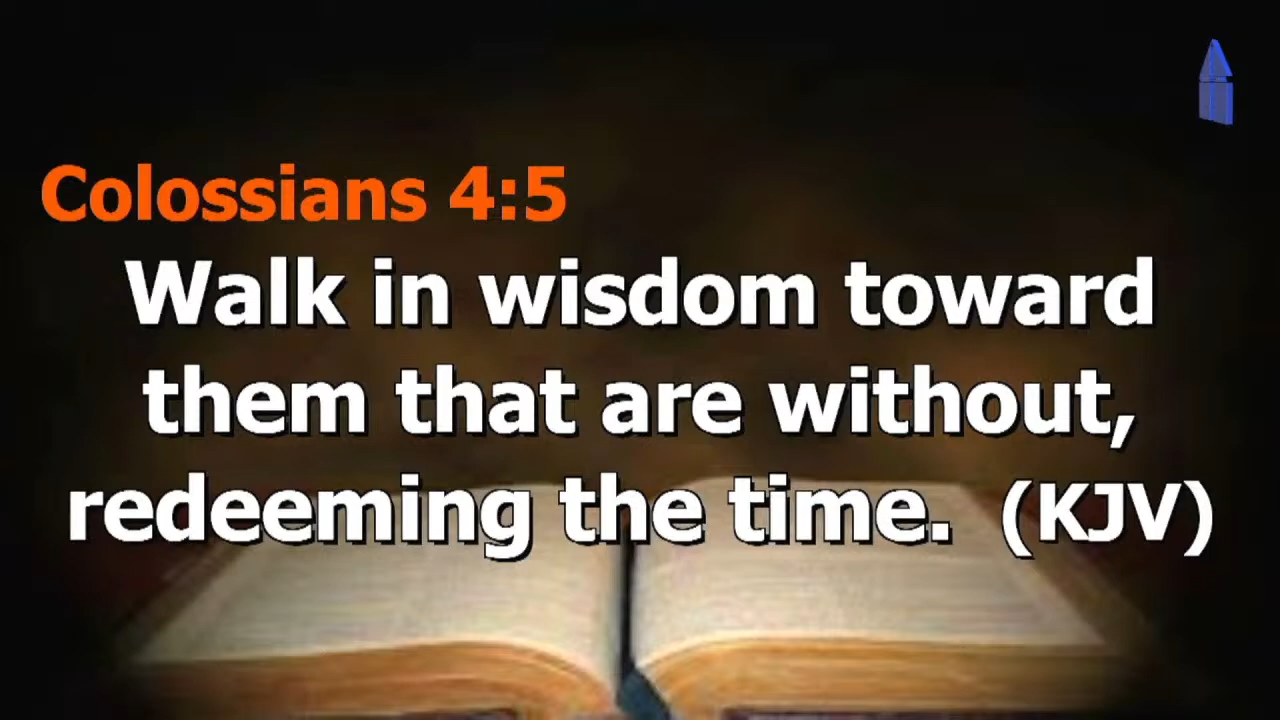 Colossians 4:5
Walk in wisdom toward
them that are without,
redeeming the time. (KJV)